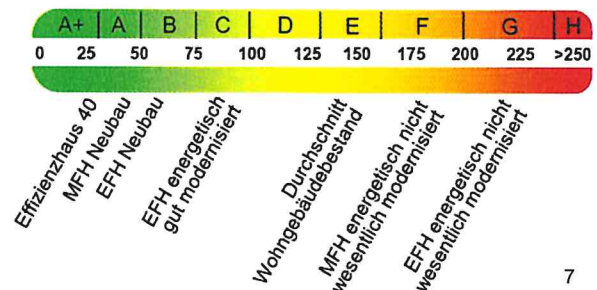 A+ A B C D E F G H
0 25 50 75 100 125 150 175 200 225 >250
Effizienzhaus 40
MFH Neubau
EFH Neubau
EFH energetisch
gut modernisiert
Durchschnitt
Wohngebäudebestand
MFH energetisch nicht
wesentlich modernisiert
EFH energetisch nicht
wesentlich modernisiert
7